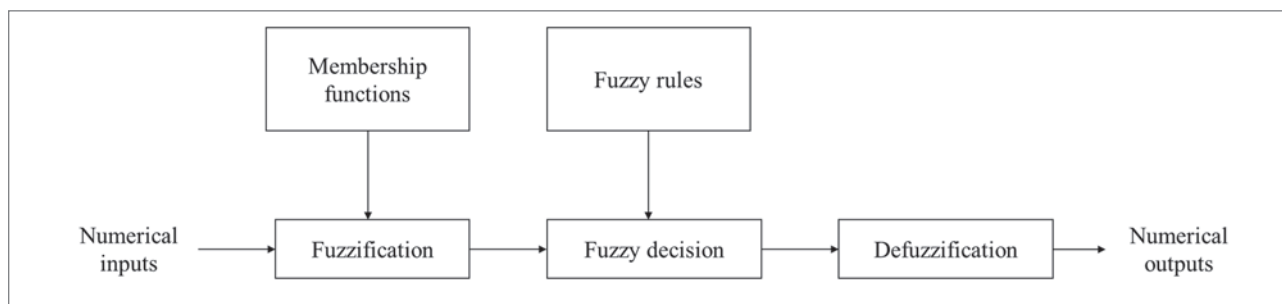 Membership
functions
Fuzzy rules
Numerical
inputs
Fuzzification
Fuzzy decision
Defuzzification
Numerical
outputs